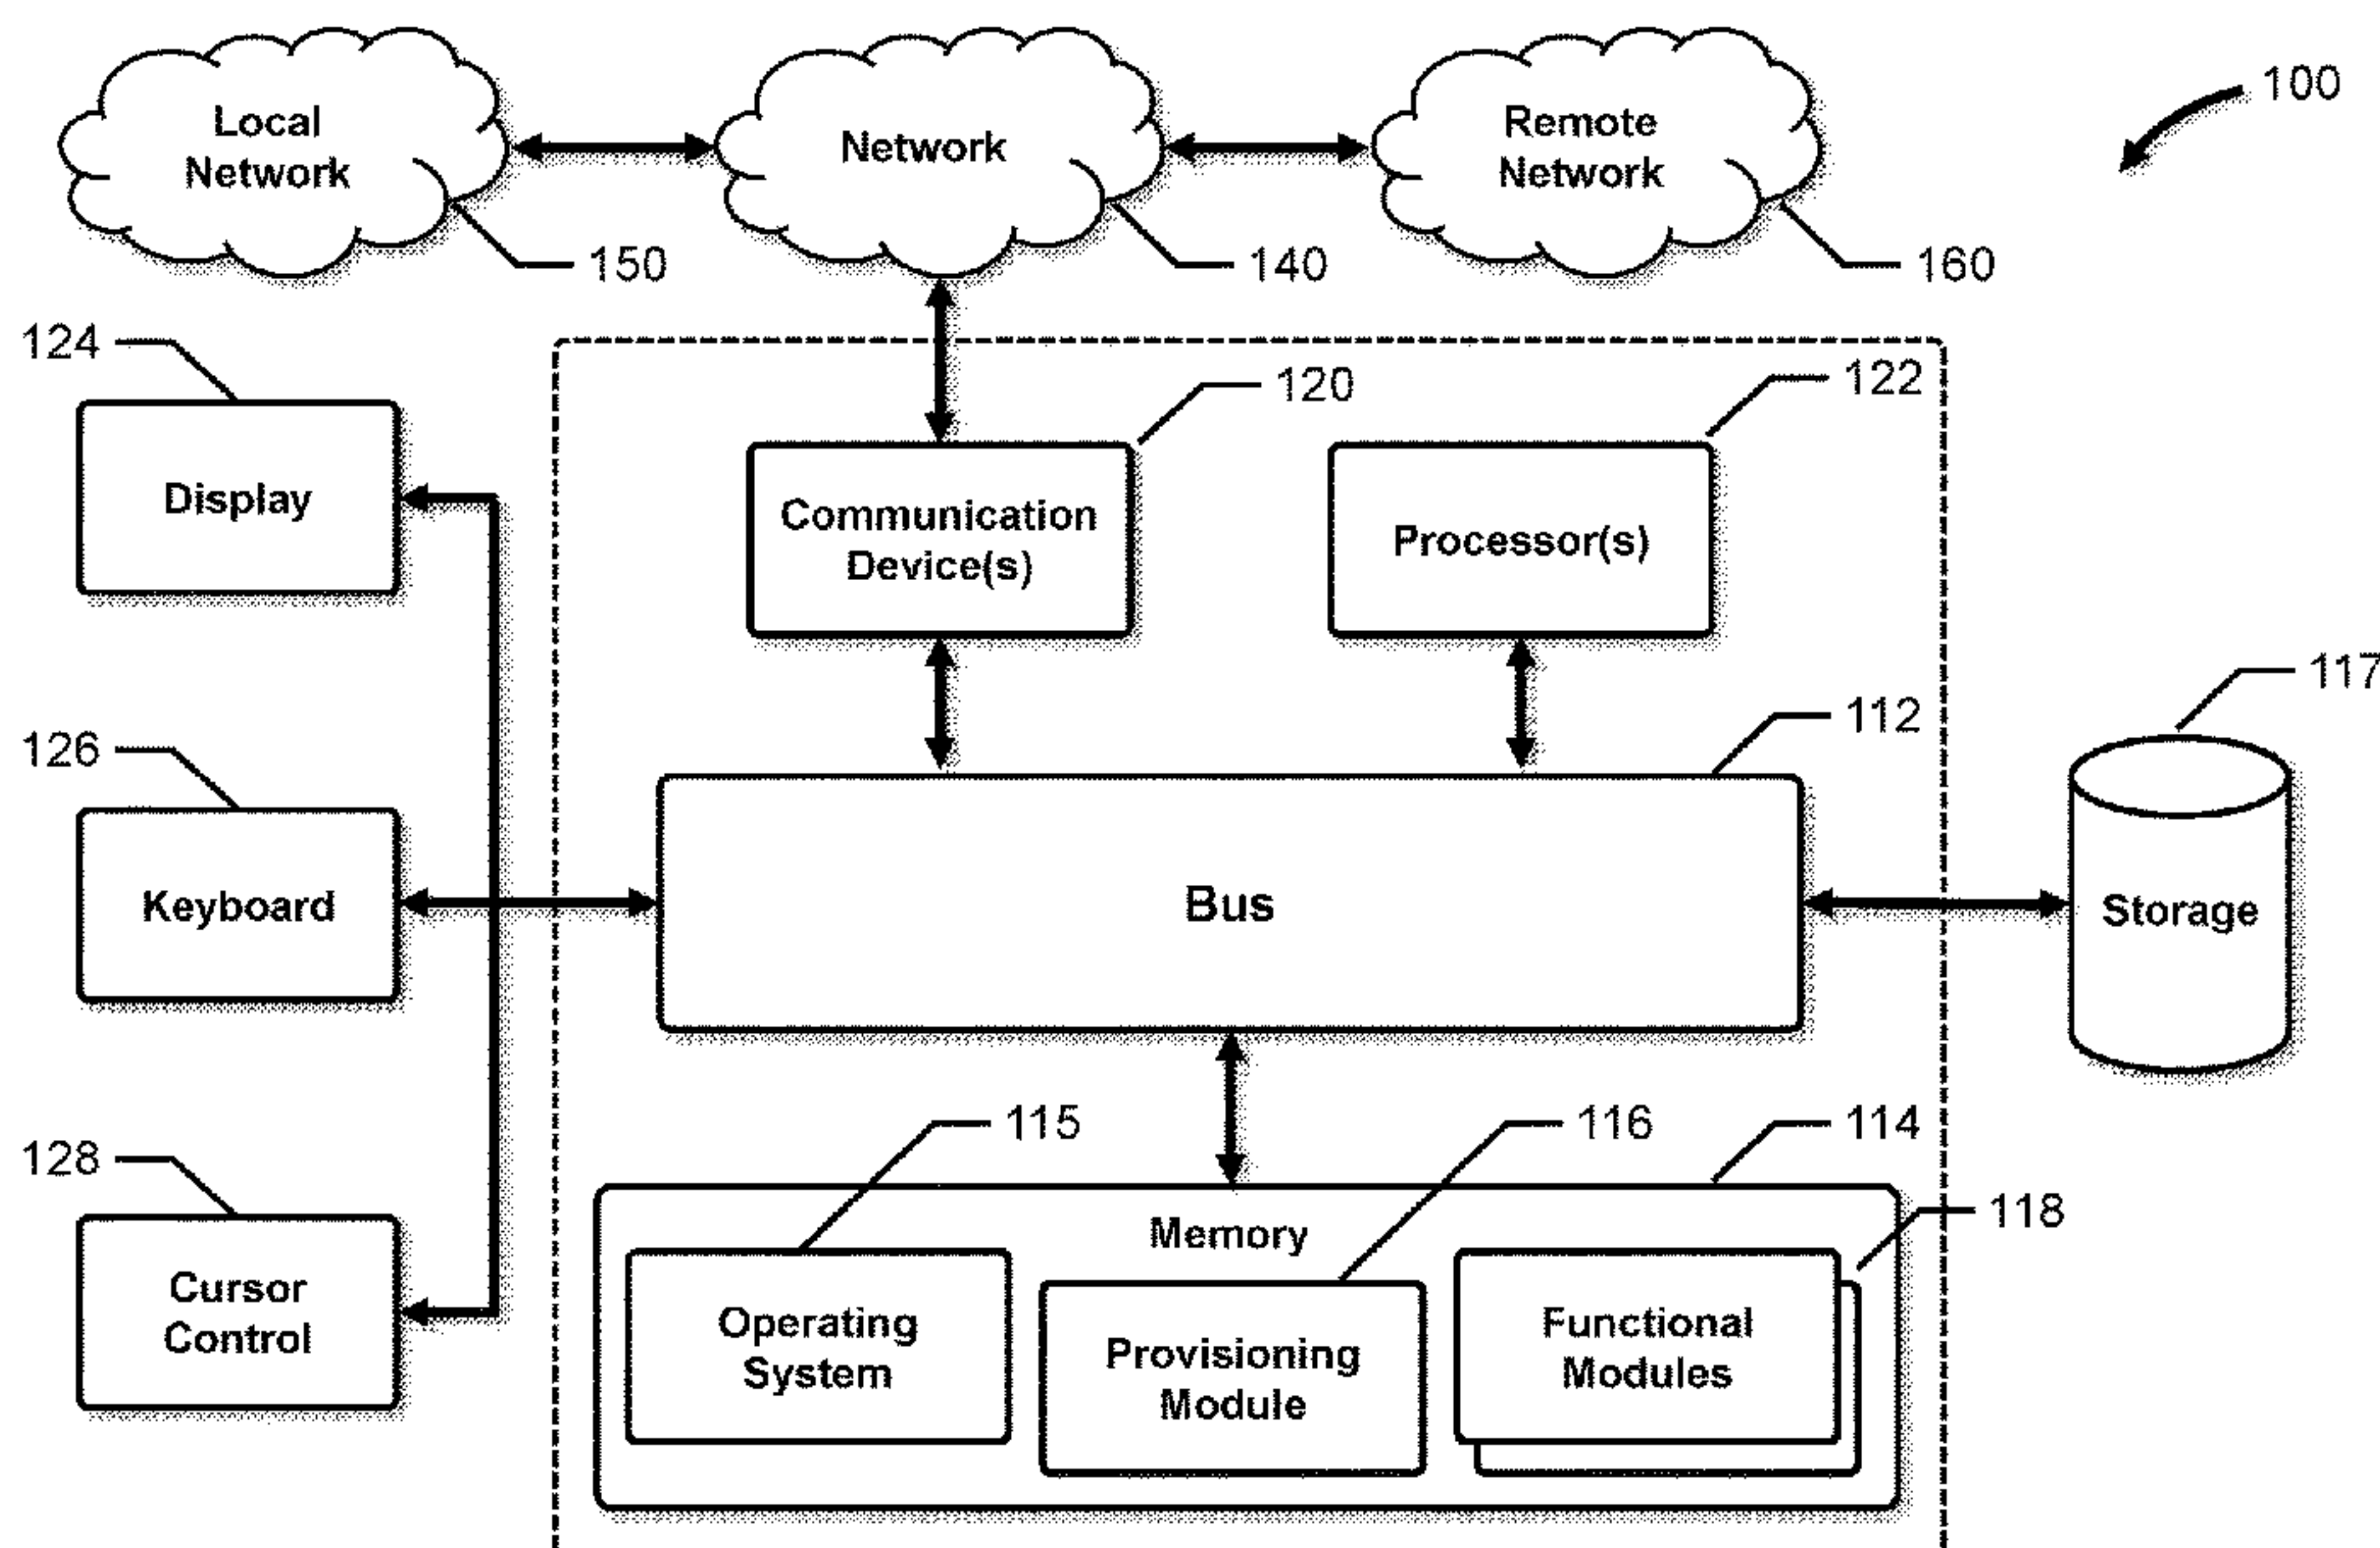 100
Local
Network
Network
Remote
Network
150
140
160
124
120
122
Display
Communication
Device(s)
Processor(s)
117
112
126
Keyboard
Bus
Storage
115
116
114
128
118
Memory
Cursor
Control
Operating
System
Provisioning
Module
Functional
Modules